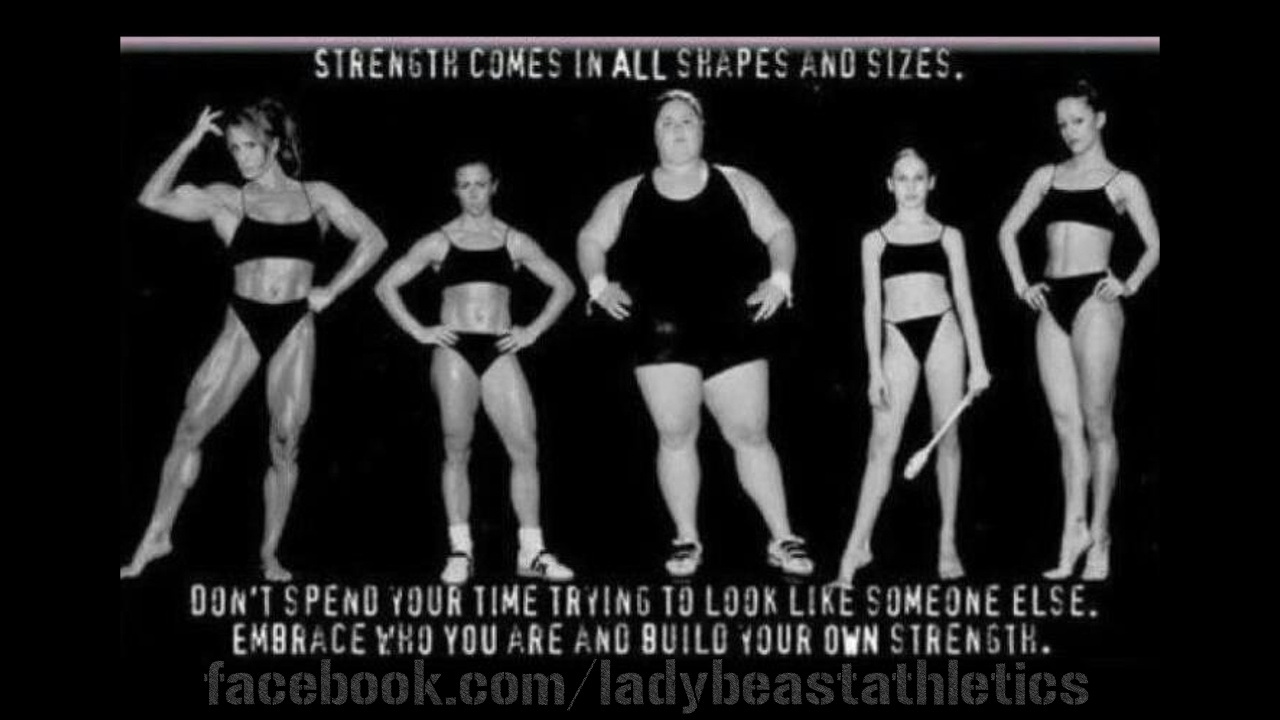 STRENGTH COMES IN ALL SHAPES AND SIZES.
DON'T SPEND YOUR TIME TRYING TO LOOK LIKE SOMEONE ELSE.
EMBRACE WHO YOU ARE AND BUILD YOUR OWN STRENGTH.
facebook.com/ladybeastathletics